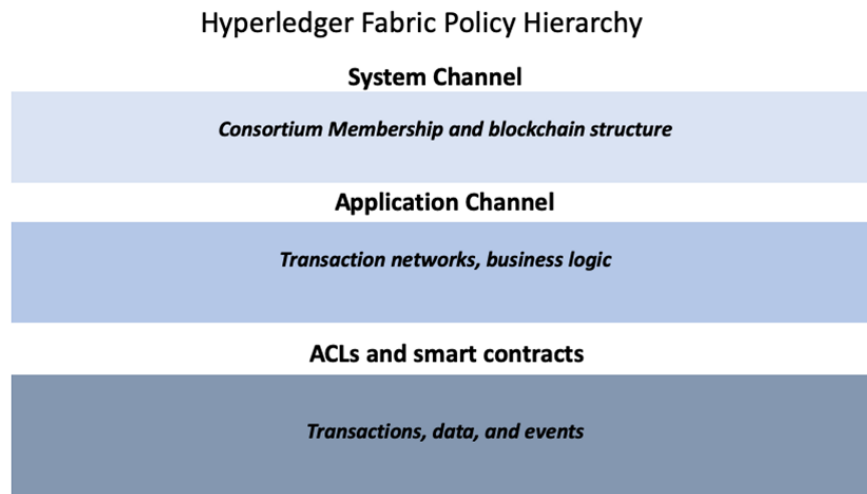 Hyperledger Fabric Policy Hierarchy
System Channel
Consortium Membership and blockchain structure
Application Channel
Transaction networks, business logic
ACLs and smart contracts
Transactions, data, and events